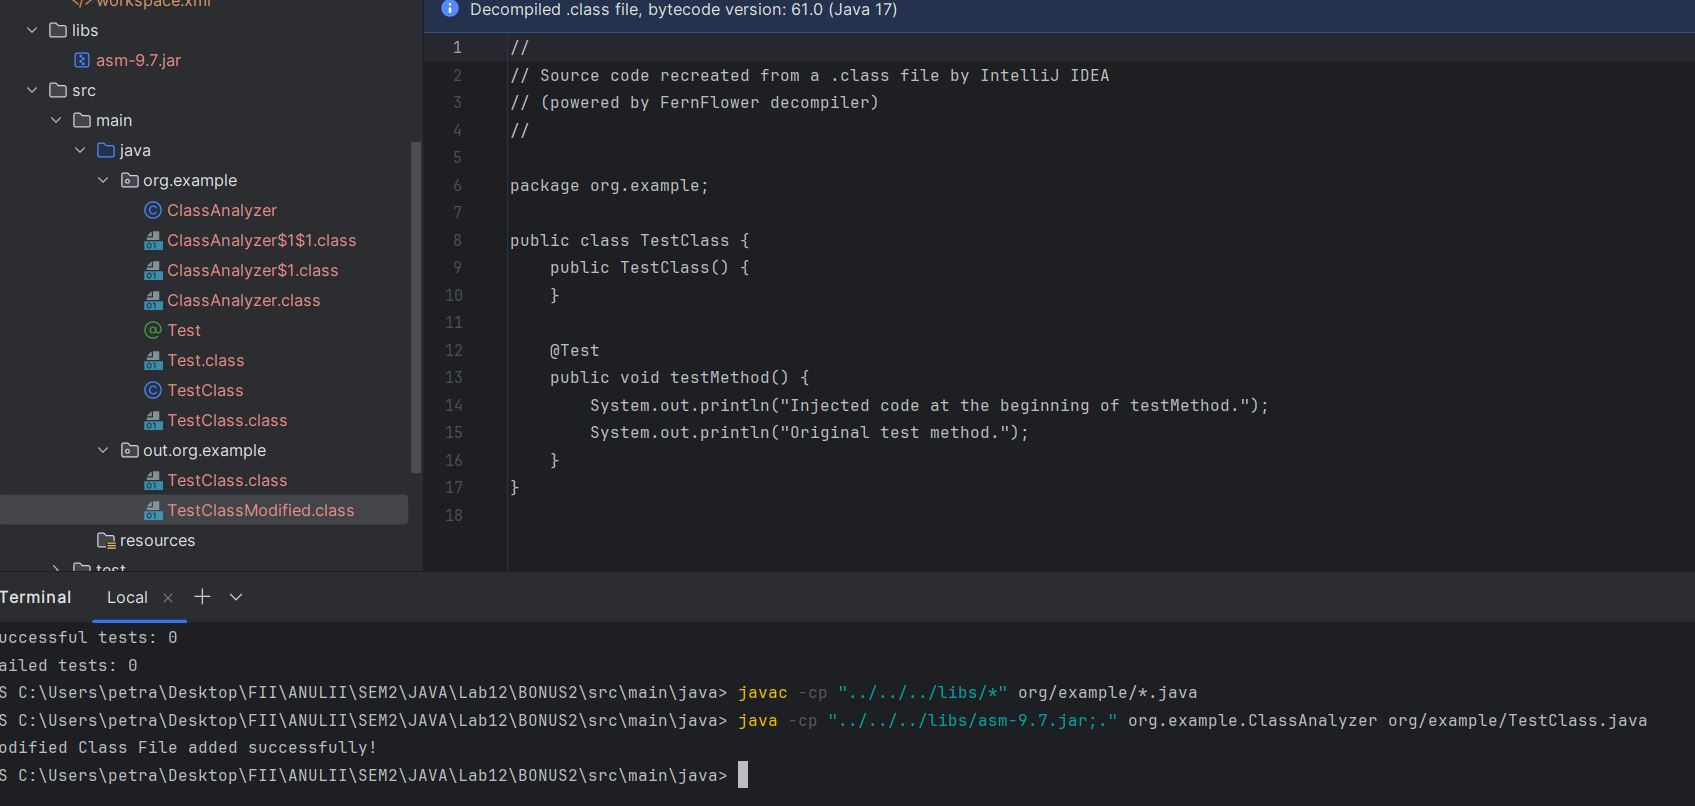 workspace.xml
libs
asm-9.7.jar
src
main
java
org.example
ClassAnalyzer
ClassAnalyzer$1$1.class
ClassAnalyzer$1.class
ClassAnalyzer.class
Test
Test.class
TestClass
TestClass.class
out.org.example
TestClass.class
TestClassModified.class
resources
test
Decompiled .class file, bytecode version: 61.0 (Java 17)
1 //
2 // Source code recreated from a .class file by IntelliJ IDEA
3 // (powered by FernFlower decompiler)
4 //
5
6 package org.example;
7
8 public class TestClass {
9     public TestClass() {
10     }
11
12     @Test
13     public void testMethod() {
14         System.out.println("Injected code at the beginning of testMethod.");
15         System.out.println("Original test method.");
16     }
17 }
18
Terminal Local
uccessful tests: 0
ailed tests: 0
S C:\Users\petra\Desktop\FII\ANULII\SEM2\JAVA\Lab12\BONUS2\src\main\java> javac -cp "../../../libs/*" org/example/*.java
S C:\Users\petra\Desktop\FII\ANULII\SEM2\JAVA\Lab12\BONUS2\src\main\java> java -cp "../../../libs/asm-9.7.jar;." org.example.ClassAnalyzer org/example/TestClass.java
odified Class File added successfully!
S C:\Users\petra\Desktop\FII\ANULII\SEM2\JAVA\Lab12\BONUS2\src\main\java>